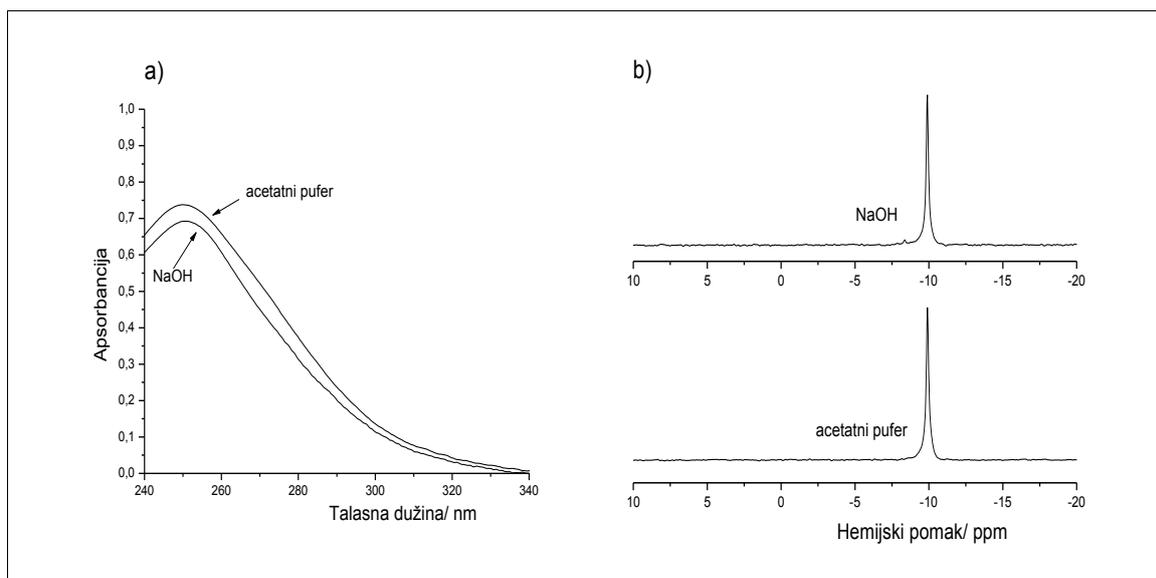 a)
1,0
0,9
0,8
0,7
0,6
0,5
0,4
0,3
0,2
0,1
0,0
Apsorbancija
acetatni pufer
NaOH
240 260 280 300 320 340
Talasna dužina/ nm
b)
NaOH
10 5 0 -5 -10 -15 -20
acetatni pufer
10 5 0 -5 -10 -15 -20
Hemijski pomak/ ppm